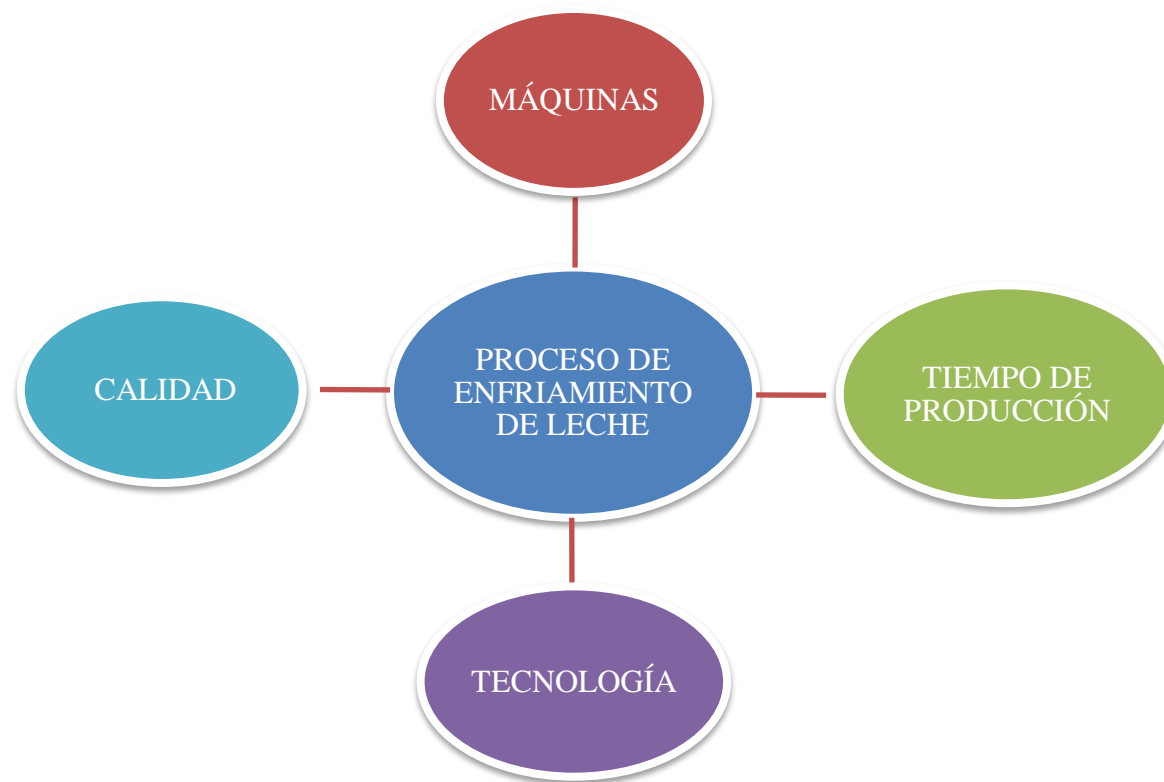 MÁQUINAS
CALIDAD
PROCESO DE
ENFRIAMIENTO
DE LECHE
TIEMPO DE
PRODUCCIÓN
TECNOLOGÍA